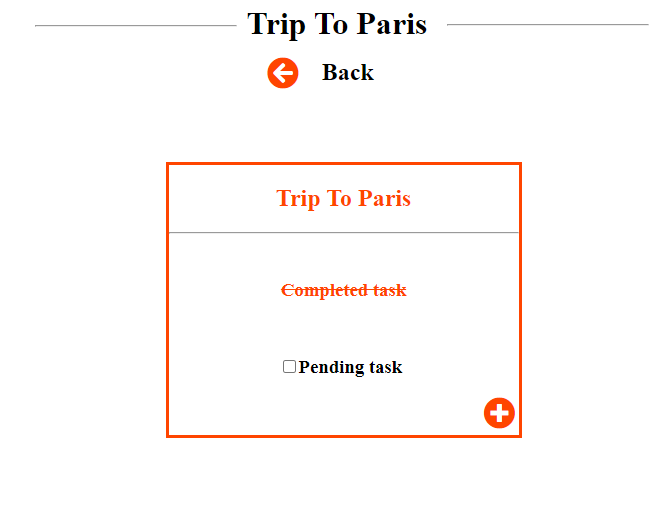 Trip To Paris
Back
Trip To Paris
Completed task
Pending task